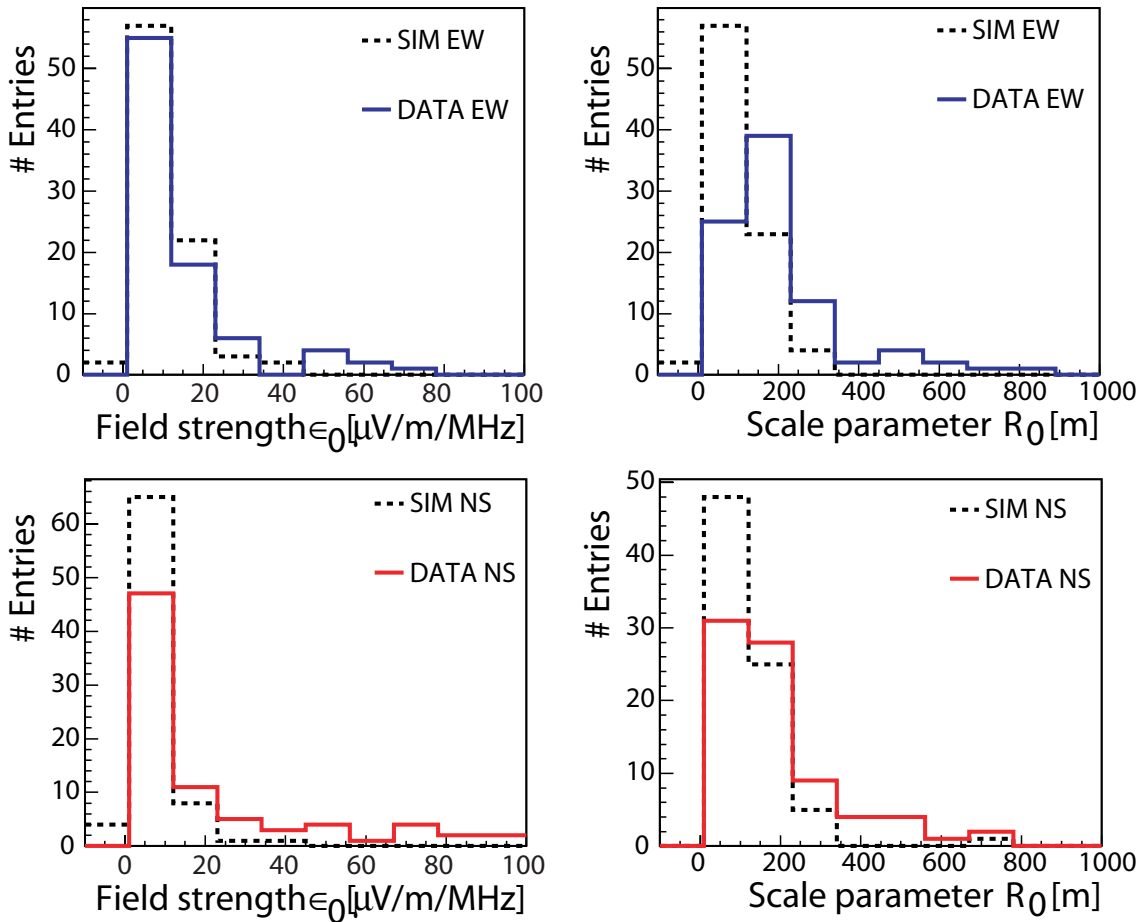 SIM EW
DATA EW
# Entries
50
40
30
20
10
0
0 20 40 60 80 100
Field strength ϵ0[µV/m/MHz]
SIM EW
DATA EW
# Entries
50
40
30
20
10
0
0 200 400 600 800 1000
Scale parameter R0[m]
SIM NS
DATA NS
# Entries
60
50
40
30
20
10
0
0 20 40 60 80 100
Field strength ϵ0[µV/m/MHz]
SIM NS
DATA NS
# Entries
50
40
30
20
10
0
0 200 400 600 800 1000
Scale parameter R0[m]